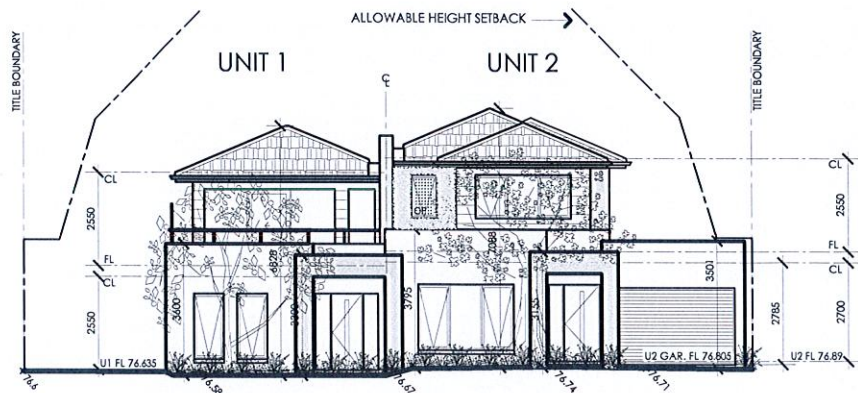 ALLOWABLE HEIGHT SETBACK
UNIT 1
UNIT 2
TITLE BOUNDARY
TITLE BOUNDARY
CL
CL
2550
2550
FL
FL
CL
CL
2550
2785
2700
3600
6828
3795
3501
U1 FL 76.635
U2 GAR. FL 76.805
U2 FL 76.89
76.6
76.59
76.67
76.74
76.71